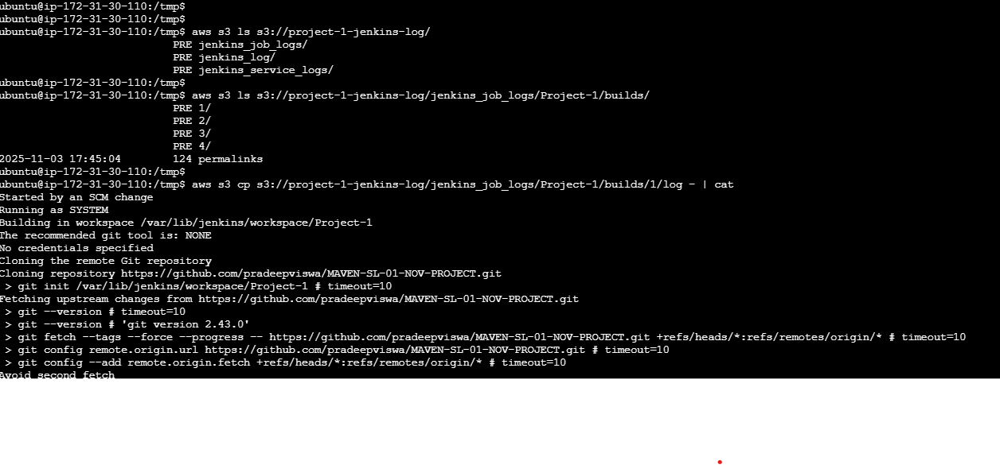 ubuntu@ip-172-31-30-110:/tmp$
ubuntu@ip-172-31-30-110:/tmp$
ubuntu@ip-172-31-30-110:/tmp$ aws s3 ls s3://project-1-jenkins-log/
PRE jenkins_job_logs/
PRE jenkins_log/
PRE jenkins_service_logs/
ubuntu@ip-172-31-30-110:/tmp$
ubuntu@ip-172-31-30-110:/tmp$ aws s3 ls s3://project-1-jenkins-log/jenkins_job_logs/Project-1/builds/
PRE 1/
PRE 2/
PRE 3/
PRE 4/
2025-11-03 17:45:04        124 permalinks
ubuntu@ip-172-31-30-110:/tmp$
ubuntu@ip-172-31-30-110:/tmp$ aws s3 cp s3://project-1-jenkins-log/jenkins_job_logs/Project-1/builds/1/log - | cat
Started by an SCM change
Running as SYSTEM
Building in workspace /var/lib/jenkins/workspace/Project-1
The recommended git tool is: NONE
No credentials specified
Cloning the remote Git repository
Cloning repository https://github.com/pradeepviswa/MAVEN-SL-01-NOV-PROJECT.git
 > git init /var/lib/jenkins/workspace/Project-1 # timeout=10
Fetching upstream changes from https://github.com/pradeepviswa/MAVEN-SL-01-NOV-PROJECT.git
 > git --version # timeout=10
 > git --version # 'git version 2.43.0'
 > git fetch --tags --force --progress -- https://github.com/pradeepviswa/MAVEN-SL-01-NOV-PROJECT.git +refs/heads/*:refs/remotes/origin/* # timeout=10
 > git config remote.origin.url https://github.com/pradeepviswa/MAVEN-SL-01-NOV-PROJECT.git # timeout=10
 > git config --add remote.origin.fetch +refs/heads/*:refs/remotes/origin/* # timeout=10
Avoid second fetch